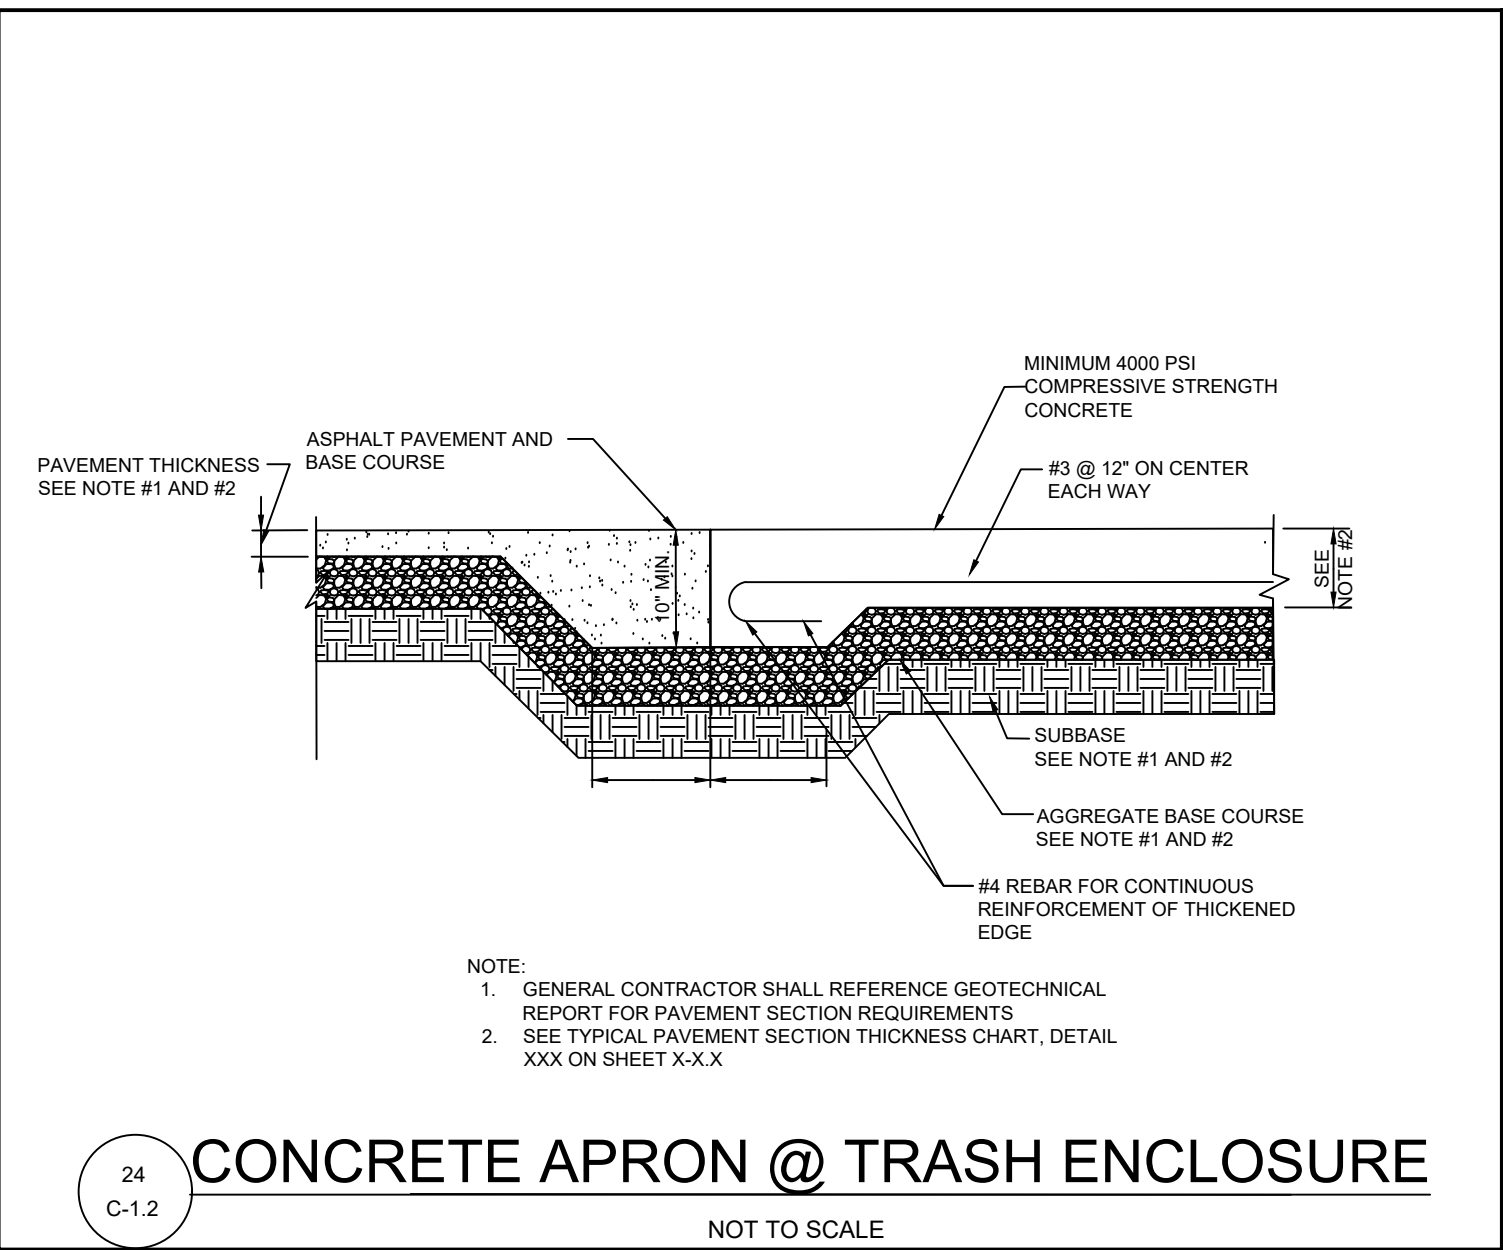 MINIMUM 4000 PSI
COMPRESSIVE STRENGTH
CONCRETE
ASPHALT PAVEMENT AND
BASE COURSE
PAVEMENT THICKNESS
SEE NOTE #1 AND #2
#3 @ 12" ON CENTER
EACH WAY
10" MIN
SEE
NOTE #2
SUBBASE
SEE NOTE #1 AND #2
AGGREGATE BASE COURSE
SEE NOTE #1 AND #2
#4 REBAR FOR CONTINUOUS
REINFORCEMENT OF THICKENED
EDGE
NOTE:
1. GENERAL CONTRACTOR SHALL REFERENCE GEOTECHNICAL
REPORT FOR PAVEMENT SECTION REQUIREMENTS
2. SEE TYPICAL PAVEMENT SECTION THICKNESS CHART, DETAIL
XXX ON SHEET X-X.X
24
C-1.2
CONCRETE APRON @ TRASH ENCLOSURE
NOT TO SCALE